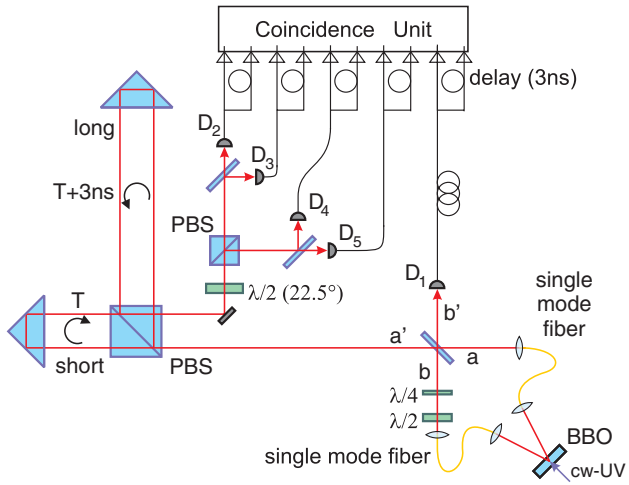 Coincidence Unit
delay (3ns)
long
D2
D3
T+3ns
D4
PBS
D5
λ/2 (22.5°)
D1
single
mode
fiber
T
b'
a'
a
short
PBS
b
λ/4
λ/2
BBO
single mode fiber
cw-UV